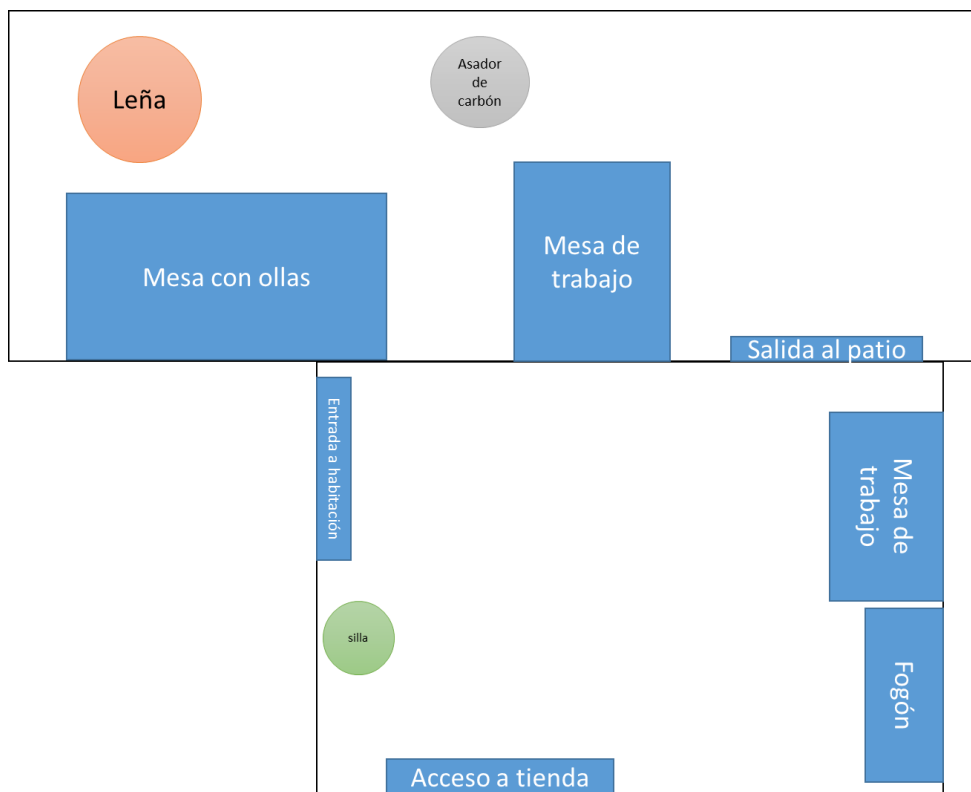 Leña
Asador
de
carbón
Mesa con ollas
Mesa de
trabajo
Salida al patio
Entrada a habitación
Mesa de
trabajo
silla
Fogón
Acceso a tienda